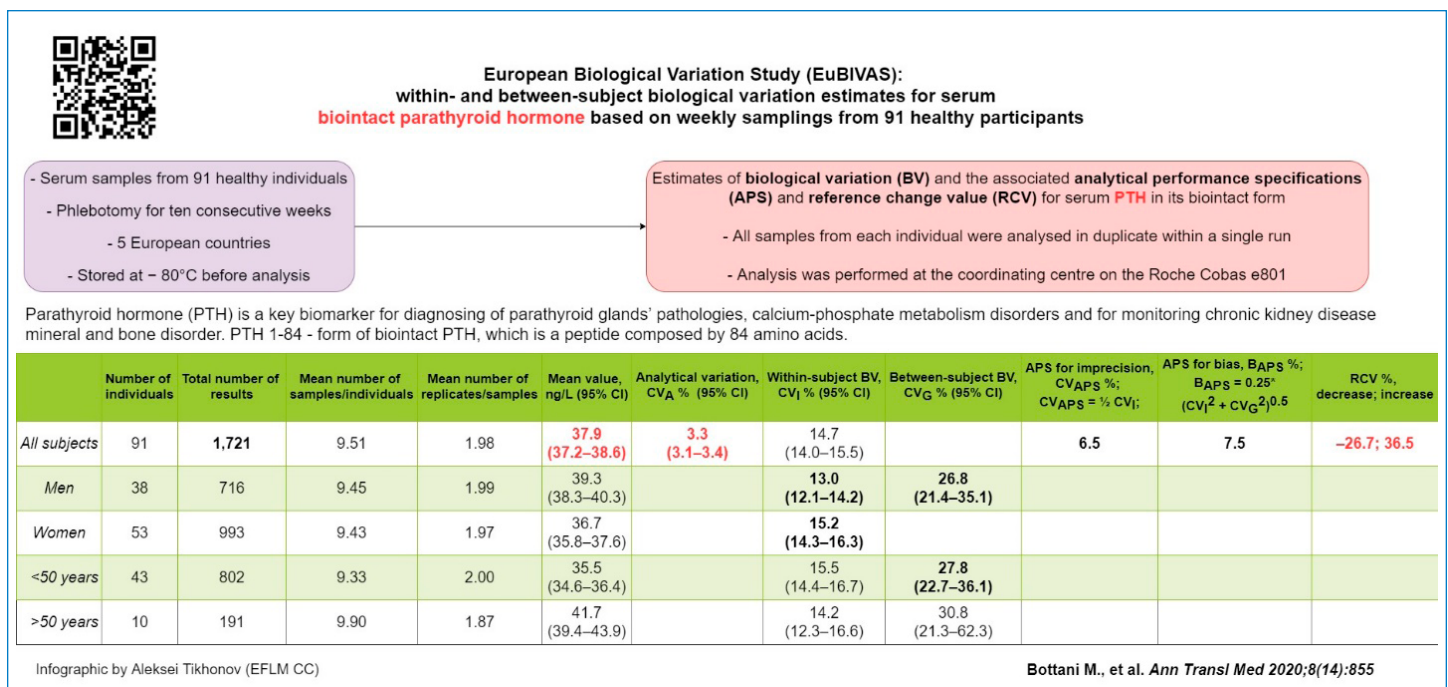 European Biological Variation Study (EuBIVAS):
within- and between-subject biological variation estimates for serum
biointact parathyroid hormone based on weekly samplings from 91 healthy participants
- Serum samples from 91 healthy individuals
- Phlebotomy for ten consecutive weeks
- 5 European countries
- Stored at − 80°C before analysis
Estimates of biological variation (BV) and the associated analytical performance specifications
(APS) and reference change value (RCV) for serum PTH in its biointact form
- All samples from each individual were analysed in duplicate within a single run
- Analysis was performed at the coordinating centre on the Roche Cobas e801
Parathyroid hormone (PTH) is a key biomarker for diagnosing of parathyroid glands' pathologies, calcium-phosphate metabolism disorders and for monitoring chronic kidney disease
mineral and bone disorder. PTH 1-84 - form of biointact PTH, which is a peptide composed by 84 amino acids.
Number of
individuals
Total number of
results
Mean number of
samples/individuals
Mean number of
replicates/samples
Mean value,
ng/L (95% CI)
Analytical variation,
CVA % (95% CI)
Within-subject BV,
CVI % (95% CI)
Between-subject BV,
CVG % (95% CI)
APS for imprecision,
CVAPS %;
CVAPS = ½ CVI;
APS for bias, BAPS %;
BAPS = 0.25*
(CVI2 + CVG2)0.5
RCV %,
decrease; increase
All subjects
91
1,721
9.51
1.98
37.9
(37.2–38.6)
3.3
(3.1–3.4)
14.7
(14.0–15.5)
6.5
7.5
–26.7; 36.5
Men
38
716
9.45
1.99
39.3
(38.3–40.3)
13.0
(12.1–14.2)
26.8
(21.4–35.1)
Women
53
993
9.43
1.97
36.7
(35.8–37.6)
15.2
(14.3–16.3)
<50 years
43
802
9.33
2.00
35.5
(34.6–36.4)
15.5
(14.4–16.7)
27.8
(22.7–36.1)
>50 years
10
191
9.90
1.87
41.7
(39.4–43.9)
14.2
(12.3–16.6)
30.8
(21.3–62.3)
Infographic by Aleksei Tikhonov (EFLM CC)
Bottani M., et al. Ann Transl Med 2020;8(14):855